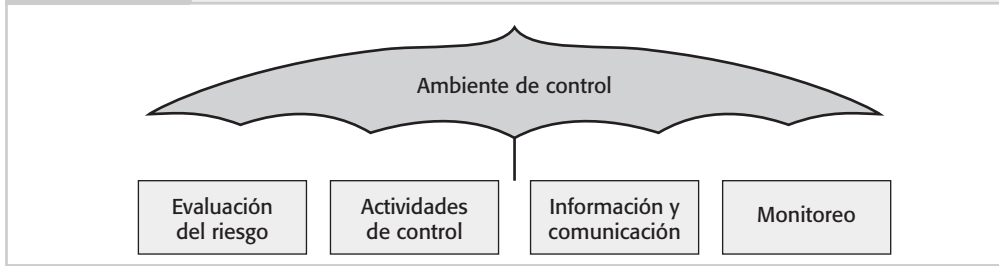 Ambiente de control
Evaluación
del riesgo
Actividades
de control
Información y
comunicación
Monitoreo